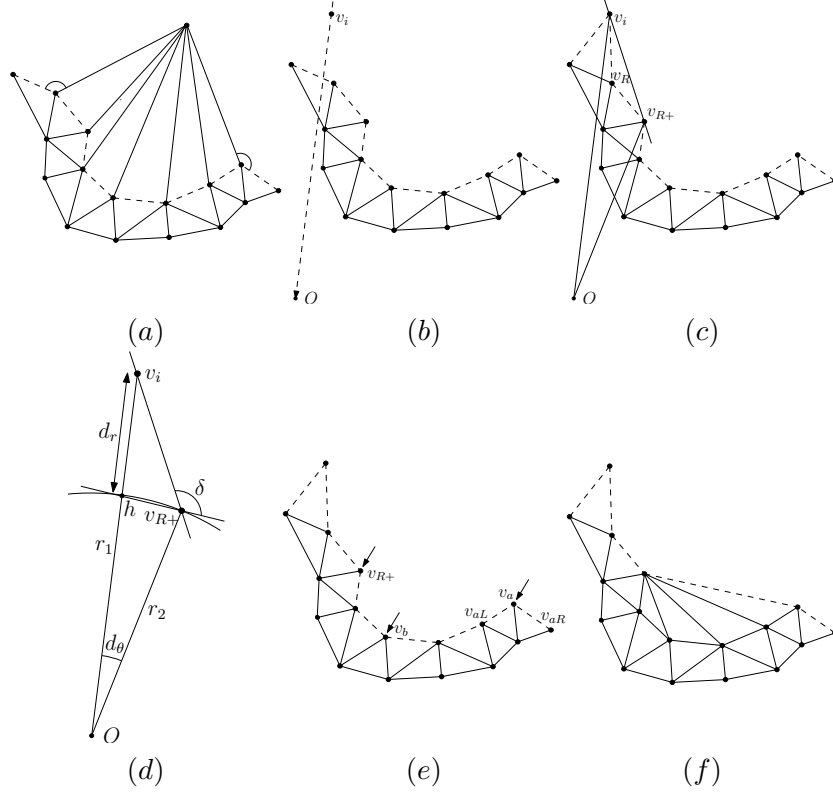 v_i
O
(a)
(b)
v_i
v_R
v_{R+}
O
(c)
v_i
d_r
δ
h
v_{R+}
r_1
r_2
d_θ
O
(d)
v_{R+}
v_b
v_{aL}
v_a
v_{aR}
(e)
(f)